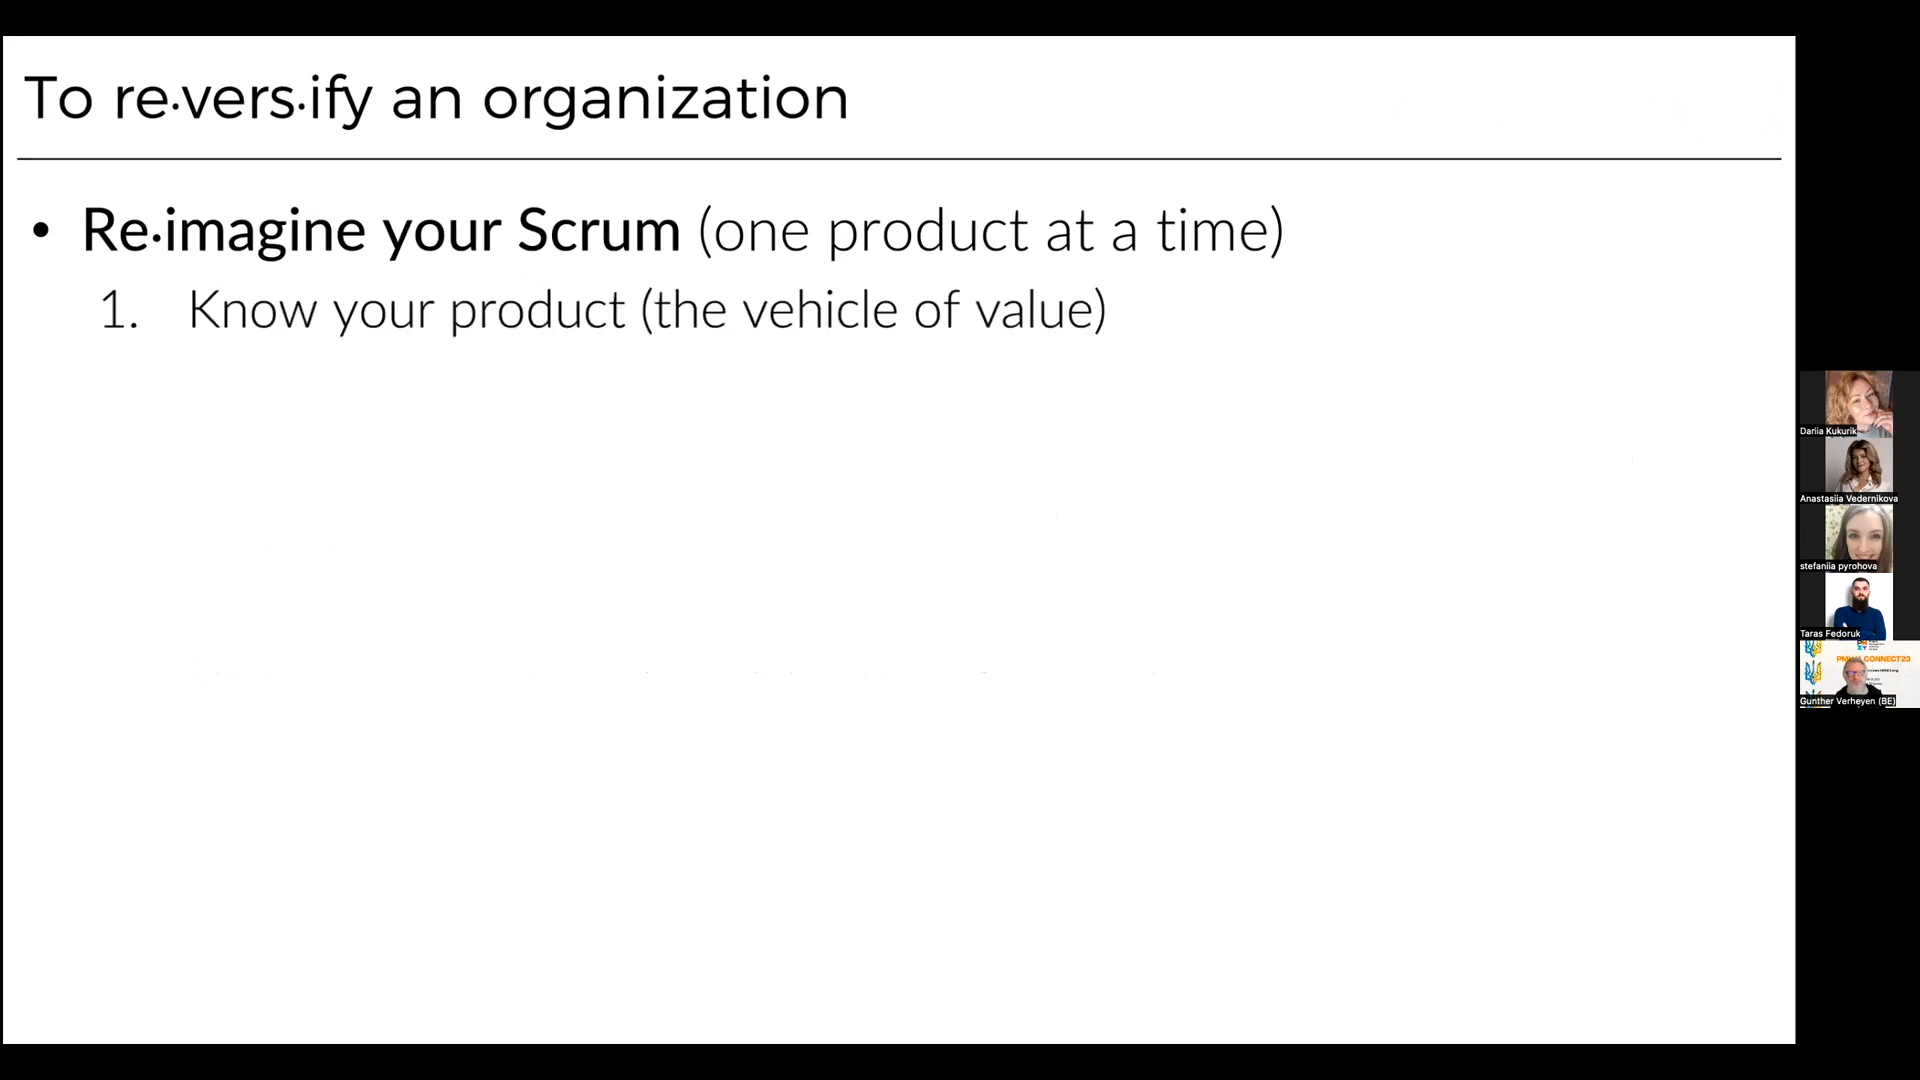 To re·vers·ify an organization
• Re·imagine your Scrum (one product at a time)
1. Know your product (the vehicle of value)
Dariia Kukurik
Anastasiia Vedernikova
stefaniia pyrohova
Taras Fedoruk
CONNECT23
Gunther Verheyen (BE)